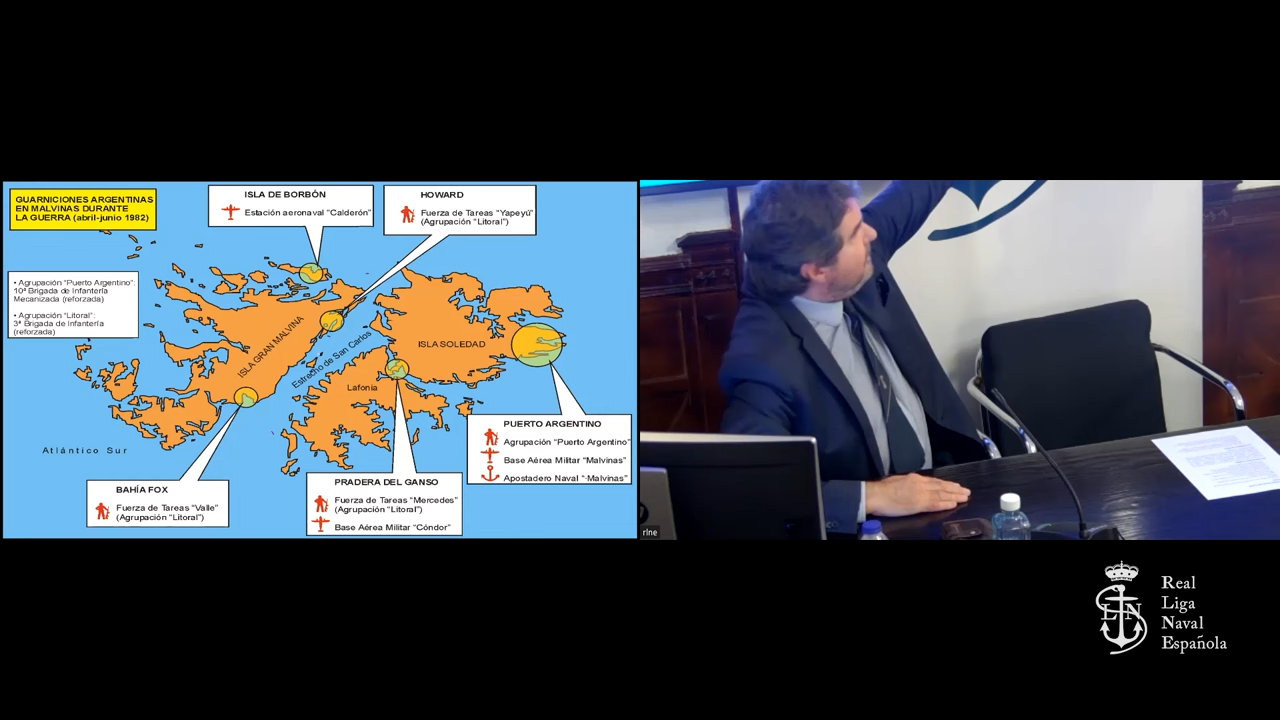 GUARNICIONES ARGENTINAS
EN MALVINAS DURANTE
LA GUERRA (abril-junio 1982)
ISLA DE BORBÓN
Estación aeronaval "Calderón"
HOWARD
Fuerza de Tareas "Yapeyú"
(Agrupación "Litoral")
• Agrupación "Puerto Argentino":
10ª Brigada de Infantería
Mecanizada (reforzada)
• Agrupación "Litoral":
3ª Brigada de Infantería
(reforzada)
ISLA GRAN MALVINA
Estrecho de San Carlos
ISLA SOLEDAD
Lafonia
Atlántico Sur
PUERTO ARGENTINO
Agrupación "Puerto Argentino"
Base Aérea Militar "Malvinas"
Apostadero Naval "Malvinas"
BAHÍA FOX
Fuerza de Tareas "Valle"
(Agrupación "Litoral")
PRADERA DEL GANSO
Fuerza de Tareas "Mercedes"
(Agrupación "Litoral")
Base Aérea Militar "Cóndor"
rine
LN
Real
Liga
Naval
Española